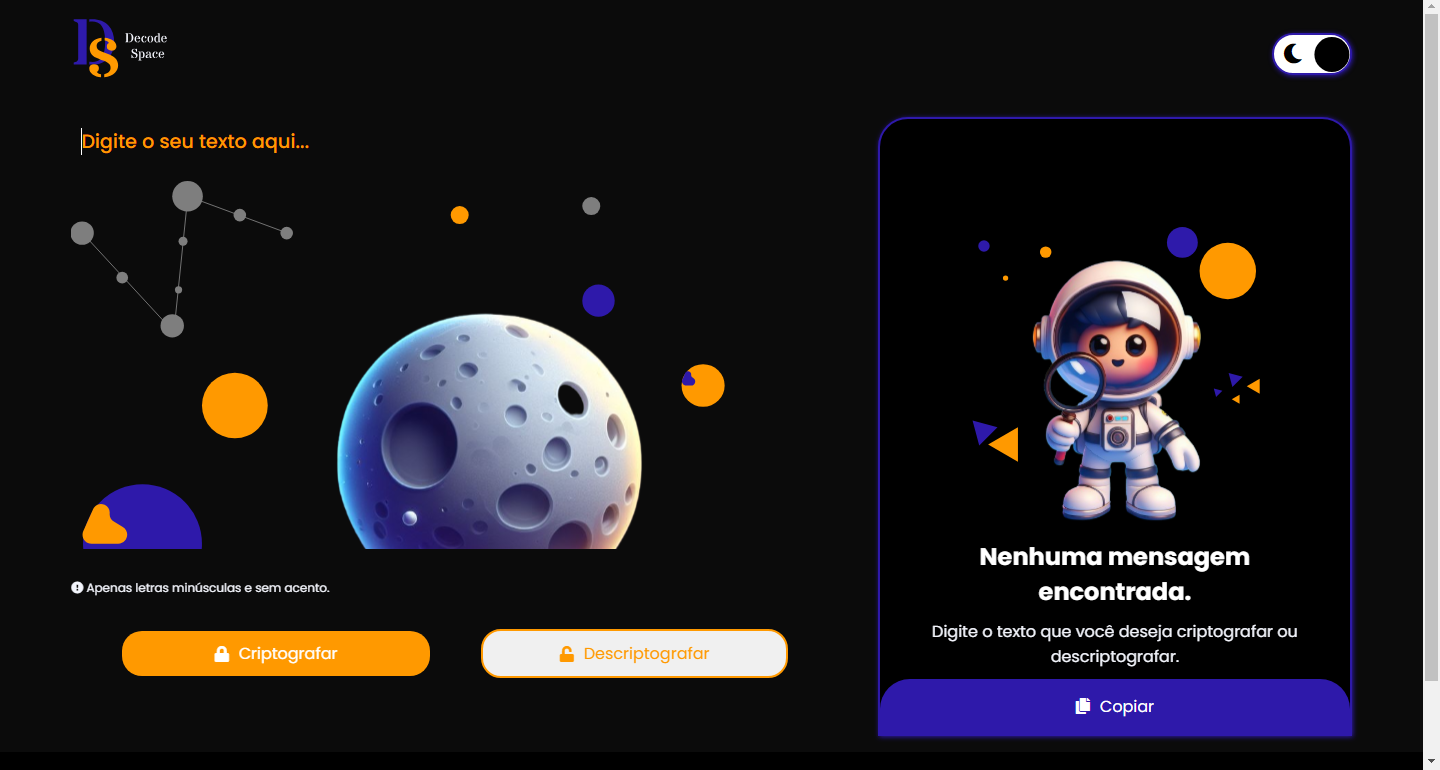 DS
Decode
Space
Digite o seu texto aqui...
Apenas letras minúsculas e sem acento.
Criptografar
Descriptografar
Nenhuma mensagem
encontrada.
Digite o texto que você deseja criptografar ou
descriptografar.
Copiar